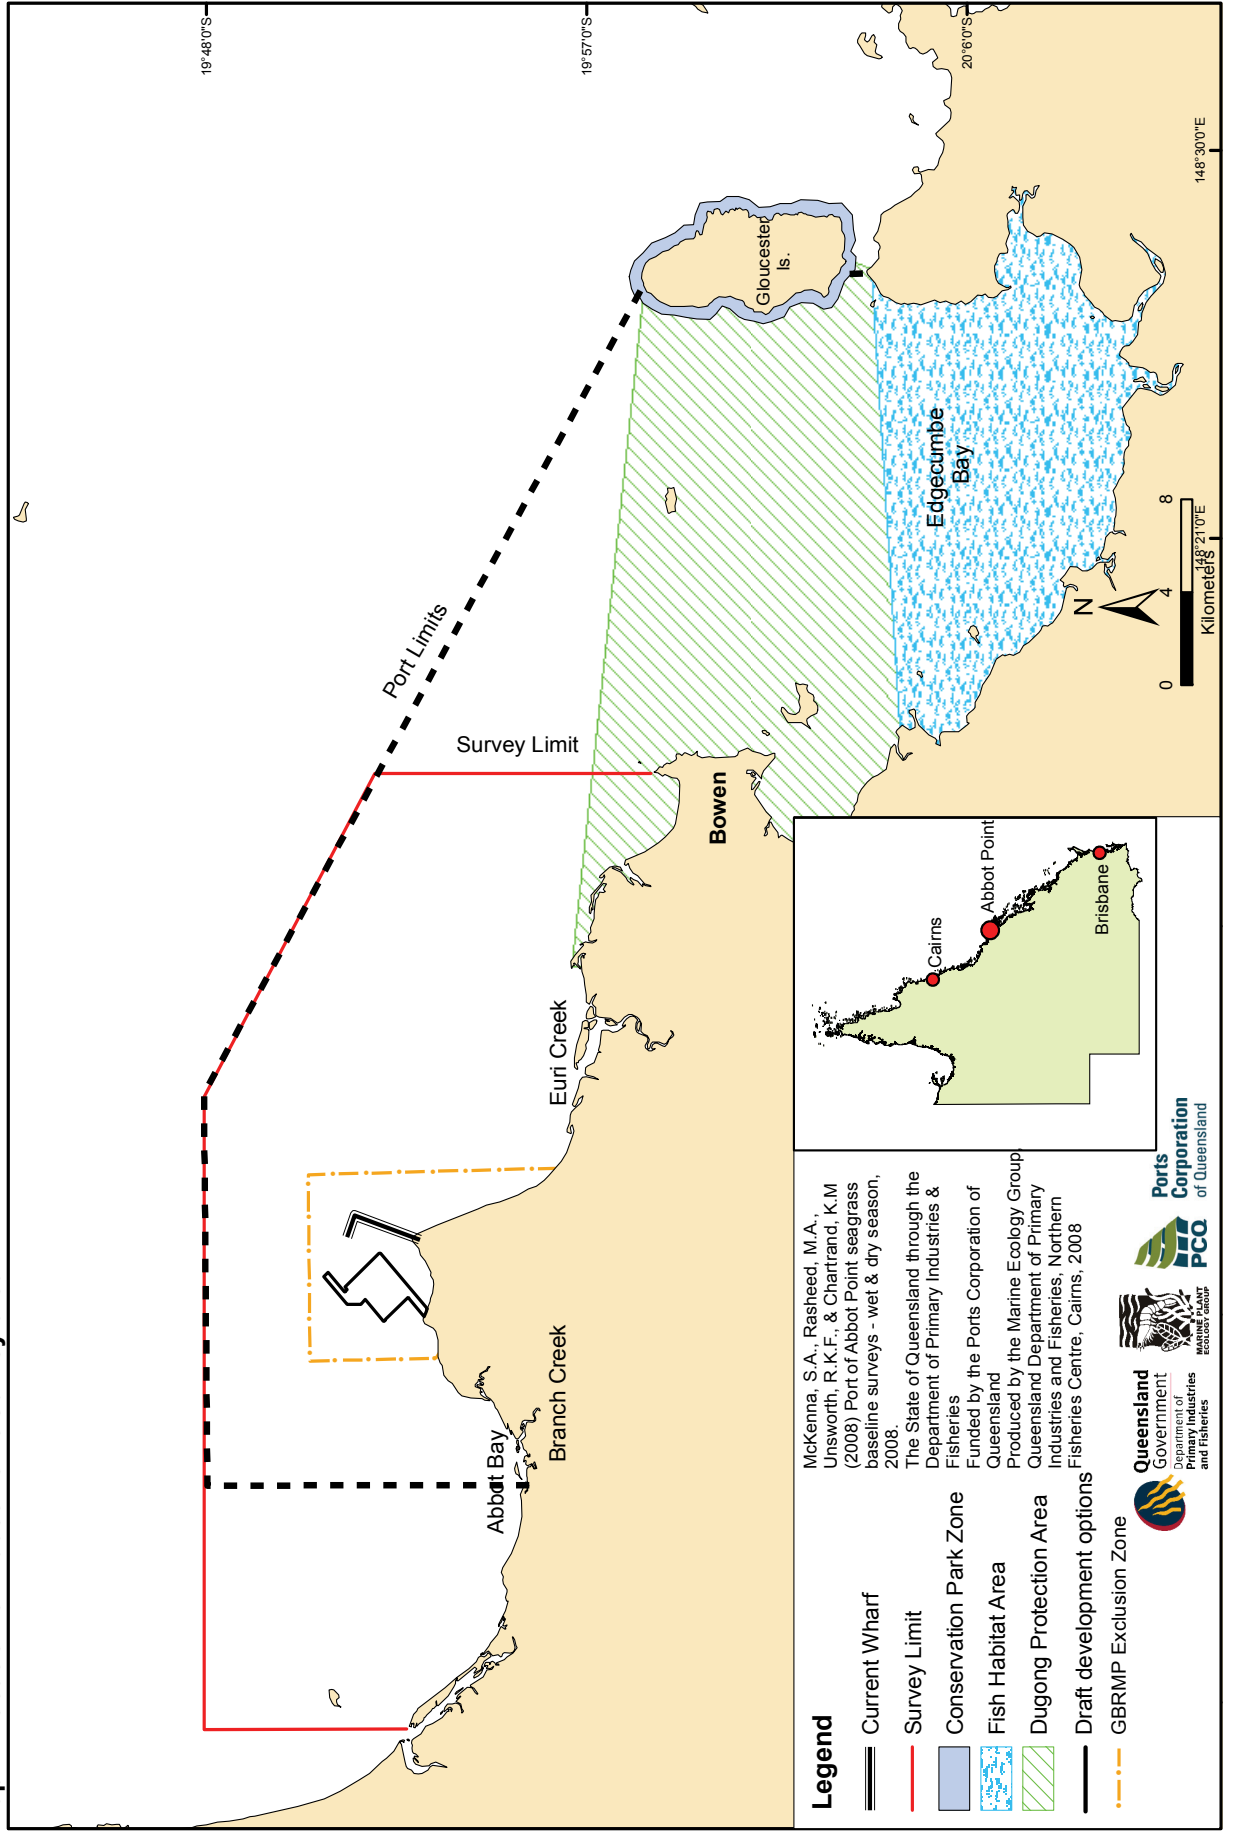 19°48'0"S
19°57'0"S
20°6'0"S
148°30'0"E
148°21'0"E
Port Limits
Survey Limit
Gloucester
Is.
Edgecumbe
Bay
Bowen
Euri Creek
Abbot Bay
Branch Creek
N
0
4
8
Kilometers
Cairns
Abbot Point
Brisbane
Legend
Current Wharf
Survey Limit
Conservation Park Zone
Fish Habitat Area
Dugong Protection Area
Draft development options
GBRMP Exclusion Zone
McKenna, S.A., Rasheed, M.A.,
Unsworth, R.K.F., & Chartrand, K.M
(2008) Port of Abbot Point seagrass
baseline surveys - wet & dry season,
2008.
The State of Queensland through the
Department of Primary Industries &
Fisheries
Funded by the Ports Corporation of
Queensland
Produced by the Marine Ecology Group,
Queensland Department of Primary
Industries and Fisheries, Northern
Fisheries Centre, Cairns, 2008
Queensland
Government
Department of
Primary Industries
and Fisheries
MARINE PLANT
ECOLOGY GROUP
PCQ
Ports
Corporation
of Queensland